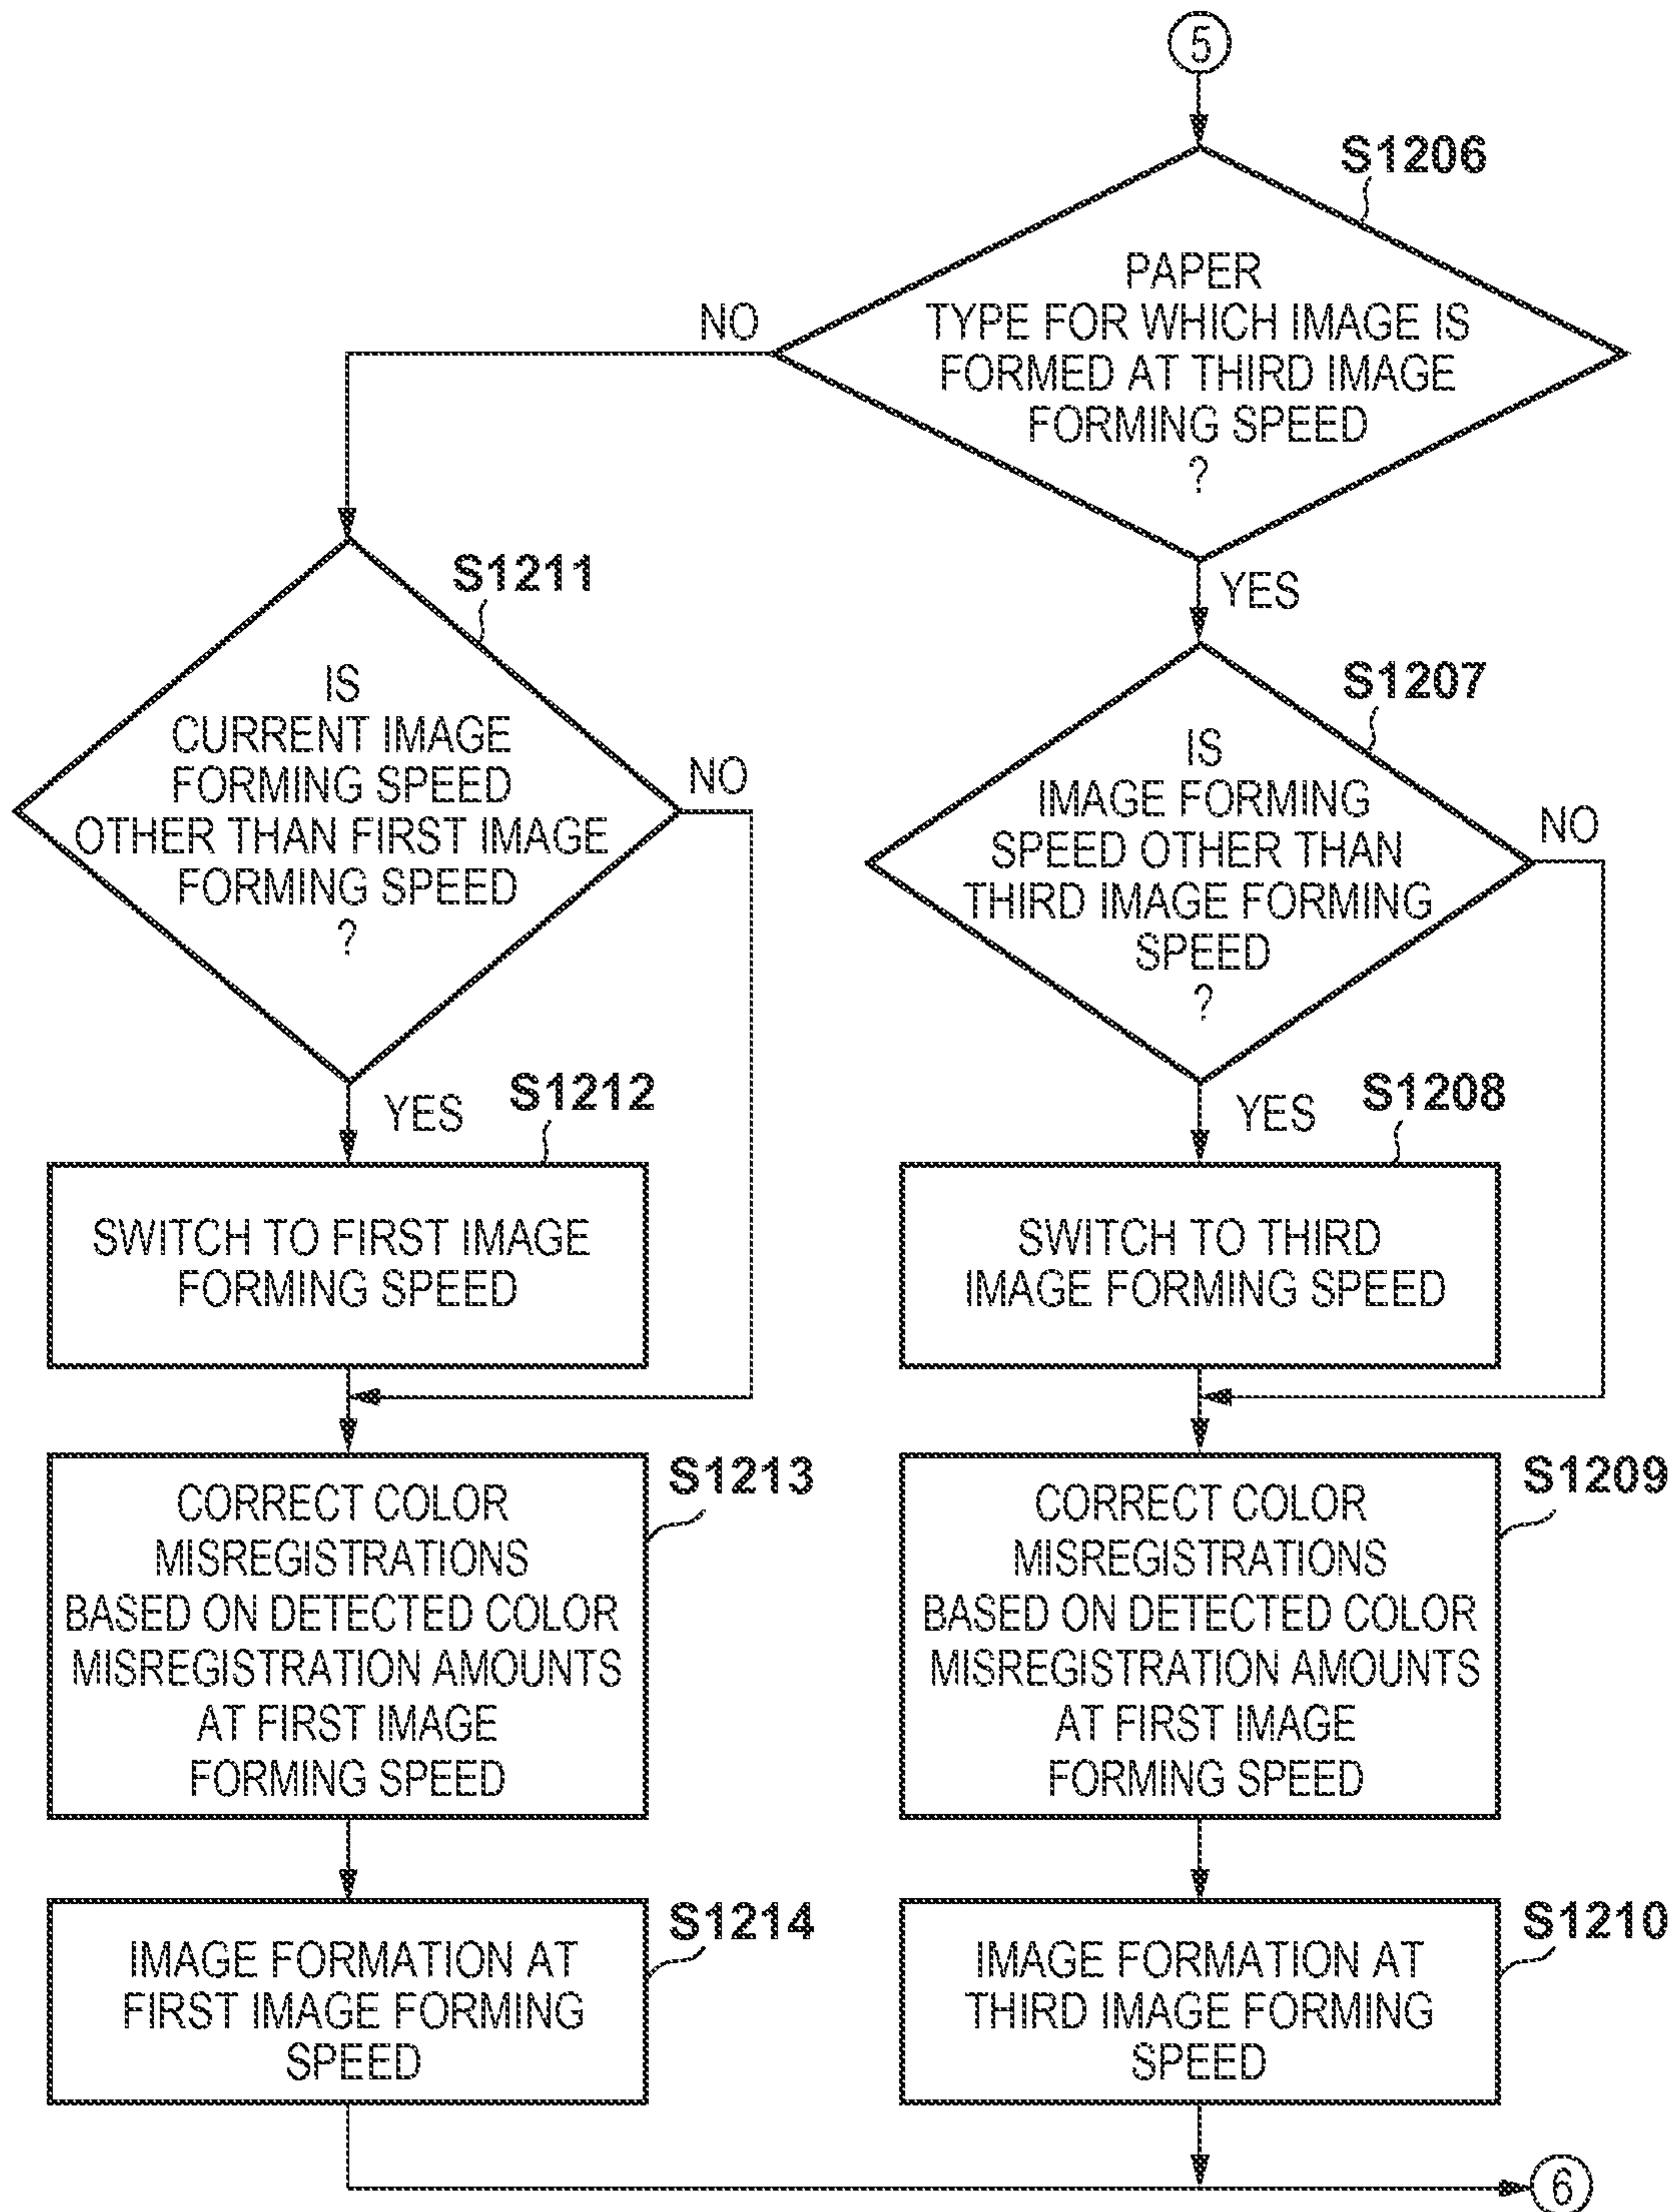 5
S1206
PAPER
TYPE FOR WHICH IMAGE IS
FORMED AT THIRD IMAGE
FORMING SPEED
?
NO
YES
S1211
IS
CURRENT IMAGE
FORMING SPEED
OTHER THAN FIRST IMAGE
FORMING SPEED
?
NO
YES
S1207
IS
IMAGE FORMING
SPEED OTHER THAN
THIRD IMAGE FORMING
SPEED
?
NO
YES
S1212
SWITCH TO FIRST IMAGE
FORMING SPEED
S1208
SWITCH TO THIRD
IMAGE FORMING SPEED
S1213
CORRECT COLOR
MISREGISTRATIONS
BASED ON DETECTED COLOR
MISREGISTRATION AMOUNTS
AT FIRST IMAGE
FORMING SPEED
S1209
CORRECT COLOR
MISREGISTRATIONS
BASED ON DETECTED COLOR
MISREGISTRATION AMOUNTS
AT FIRST IMAGE
FORMING SPEED
S1214
IMAGE FORMATION AT
FIRST IMAGE FORMING
SPEED
S1210
IMAGE FORMATION AT
THIRD IMAGE FORMING
SPEED
6